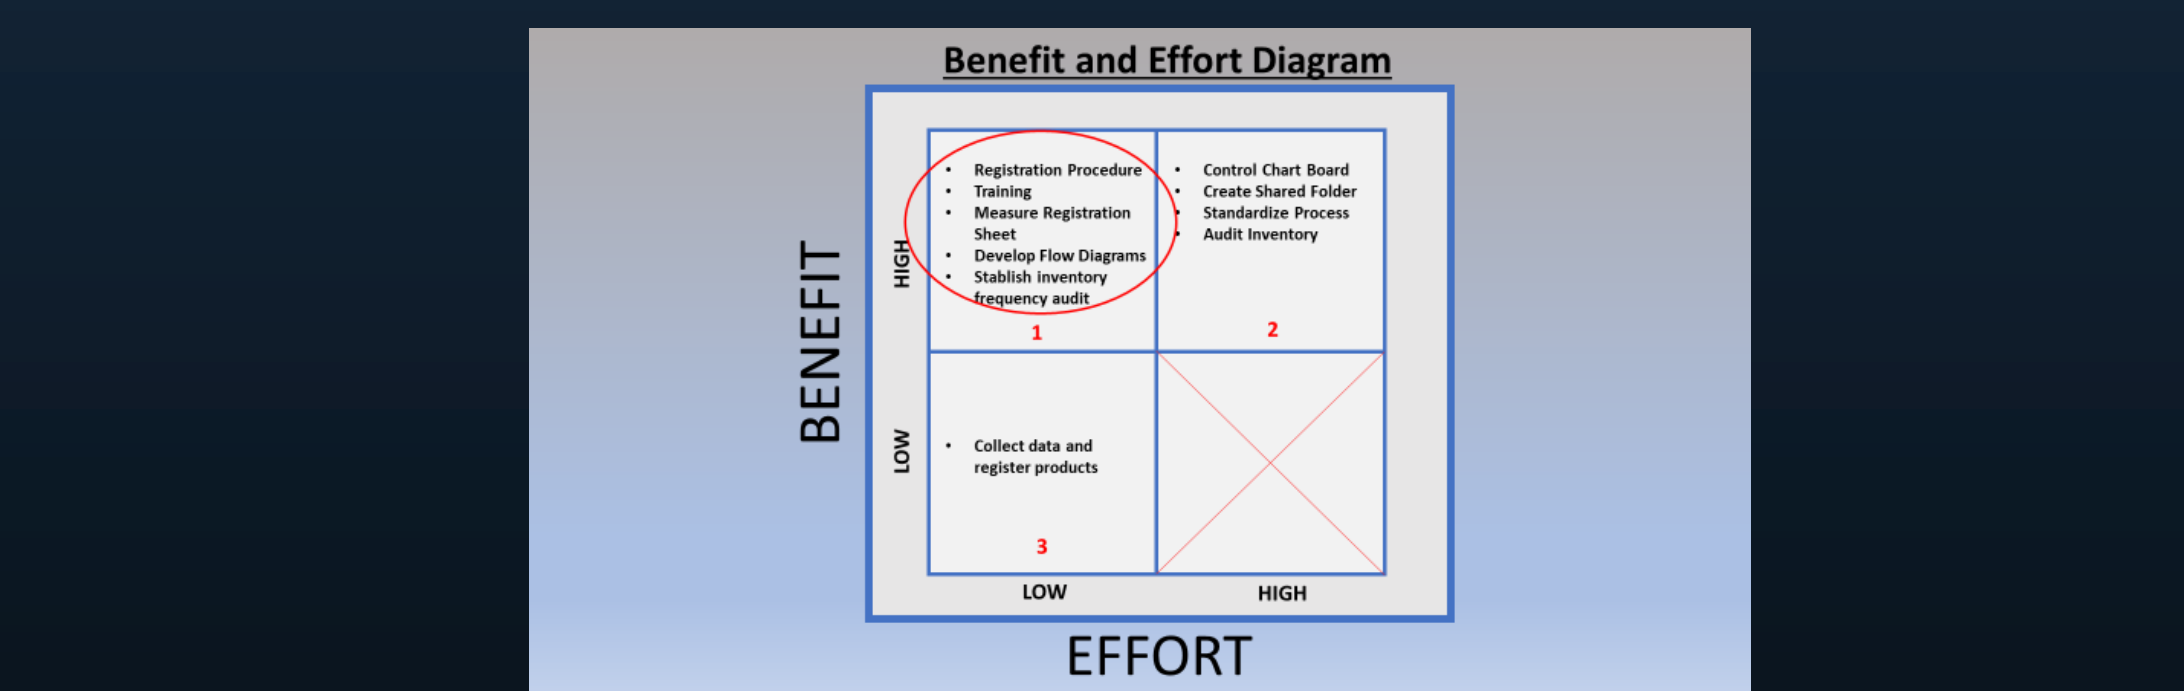 Benefit and Effort Diagram
BENEFIT
HIGH
• Registration Procedure
• Training
• Measure Registration
Sheet
• Develop Flow Diagrams
• Stablish inventory
frequency audit
1
• Control Chart Board
• Create Shared Folder
• Standardize Process
• Audit Inventory
2
LOW
• Collect data and
register products
3
LOW
HIGH
EFFORT